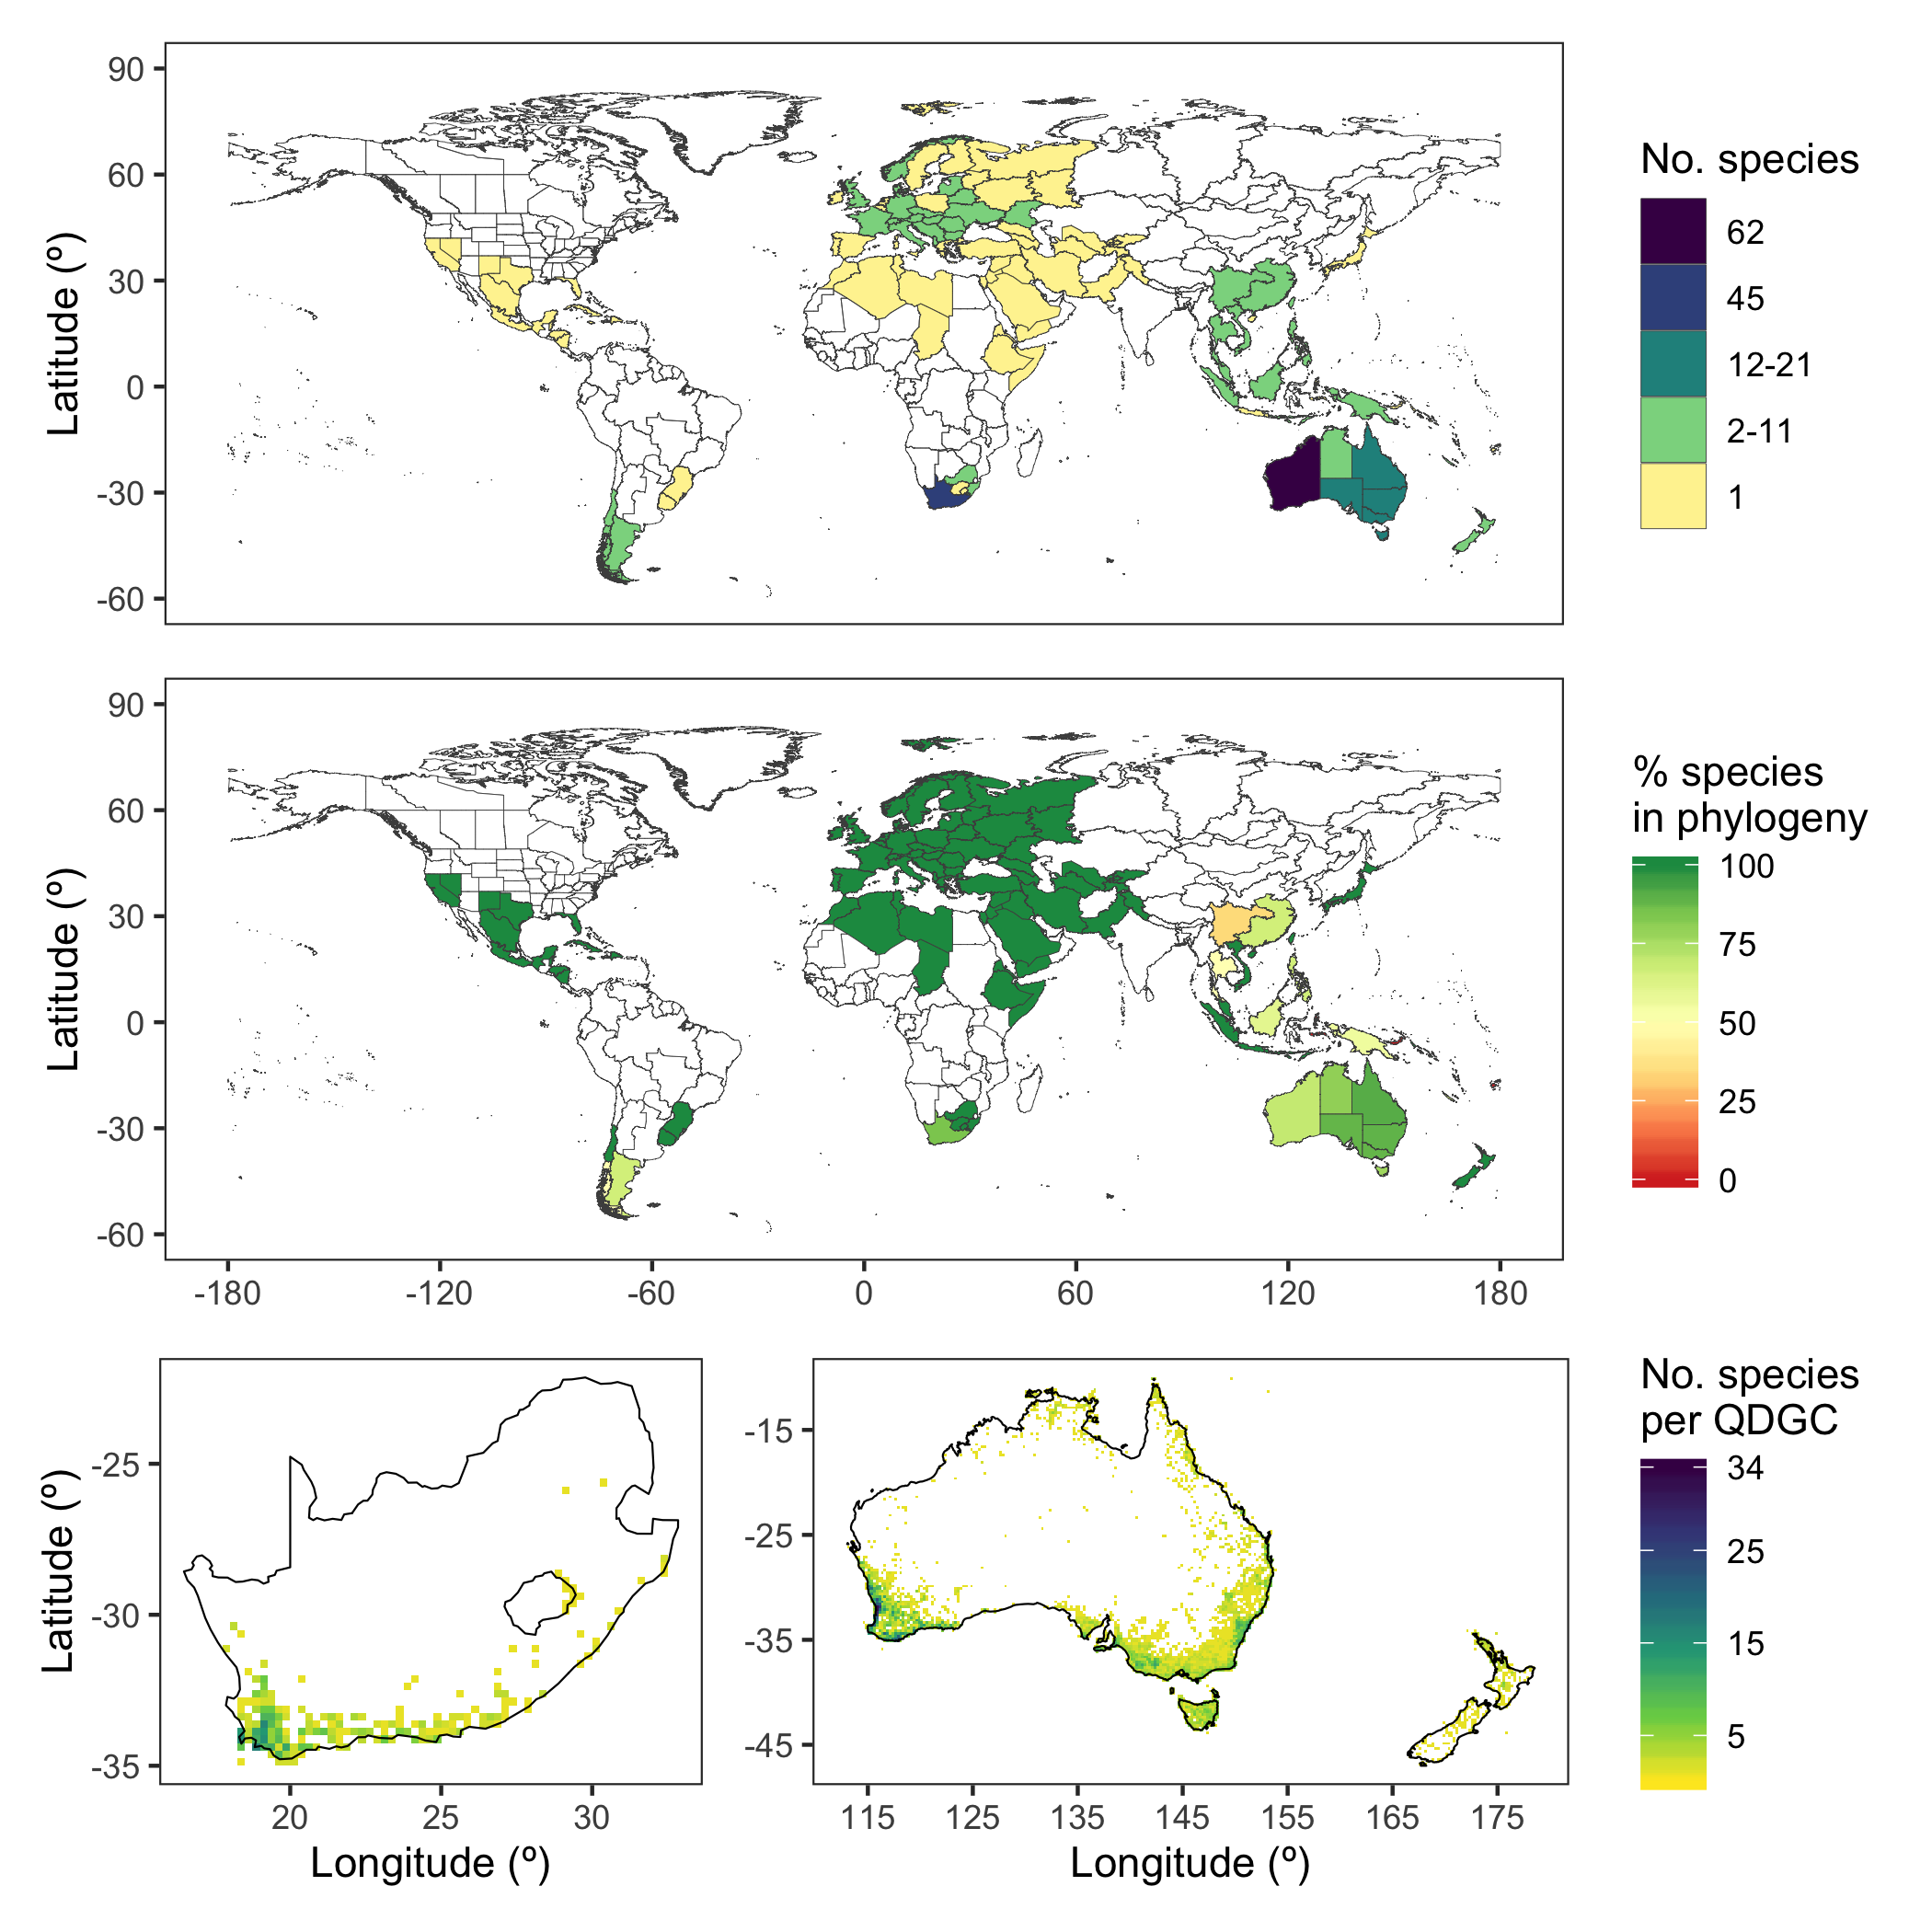 90
60
30
0
-30
-60
Latitude (º)
No. species
62
45
12-21
2-11
1
90
60
30
0
-30
-60
Latitude (º)
-180 -120 -60 0 60 120 180
% species
in phylogeny
100
75
50
25
0
-25
-30
-35
Latitude (º)
20 25 30
Longitude (º)
-15
-25
-35
-45
115 125 135 145 155 165 175
Longitude (º)
No. species
per QDGC
34
25
15
5